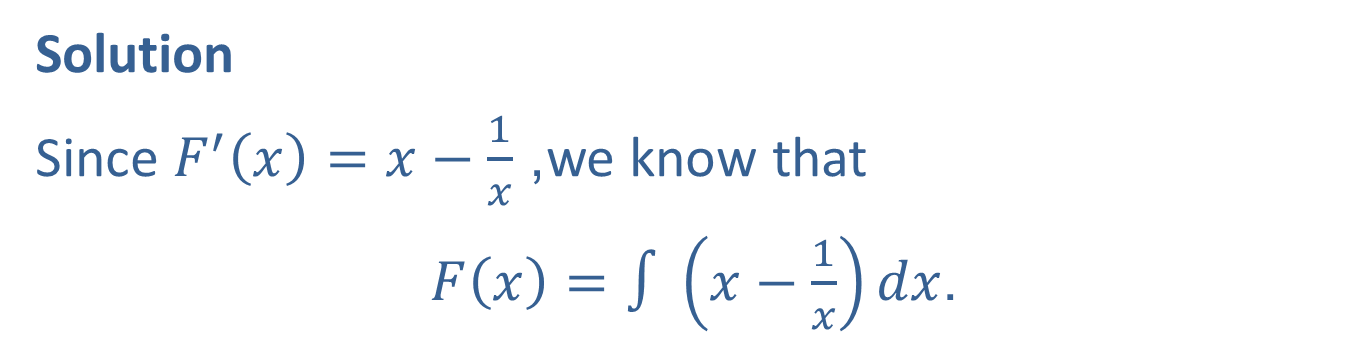 Solution
Since F′(x) = x − 1/x ,we know that
F(x) = ∫ (x − 1/x) dx.